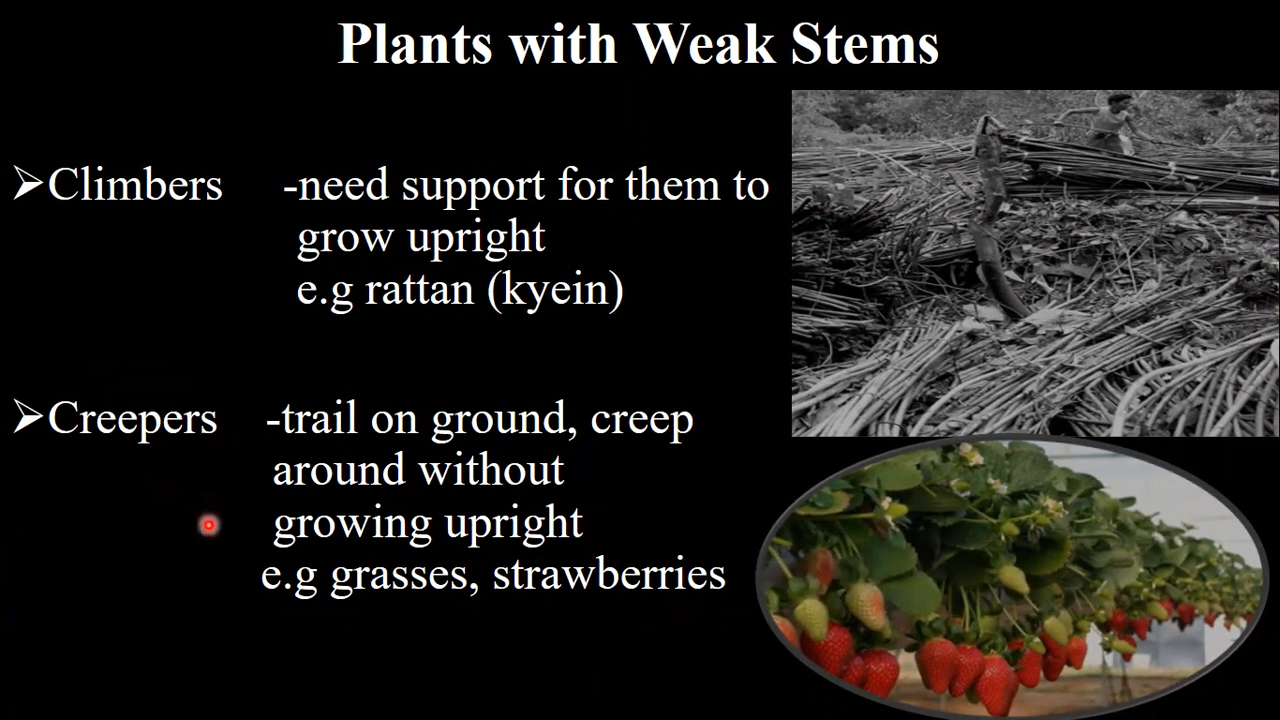 Plants with Weak Stems
➢Climbers -need support for them to
grow upright
e.g rattan (kyein)
➢Creepers -trail on ground, creep
around without
growing upright
e.g grasses, strawberries